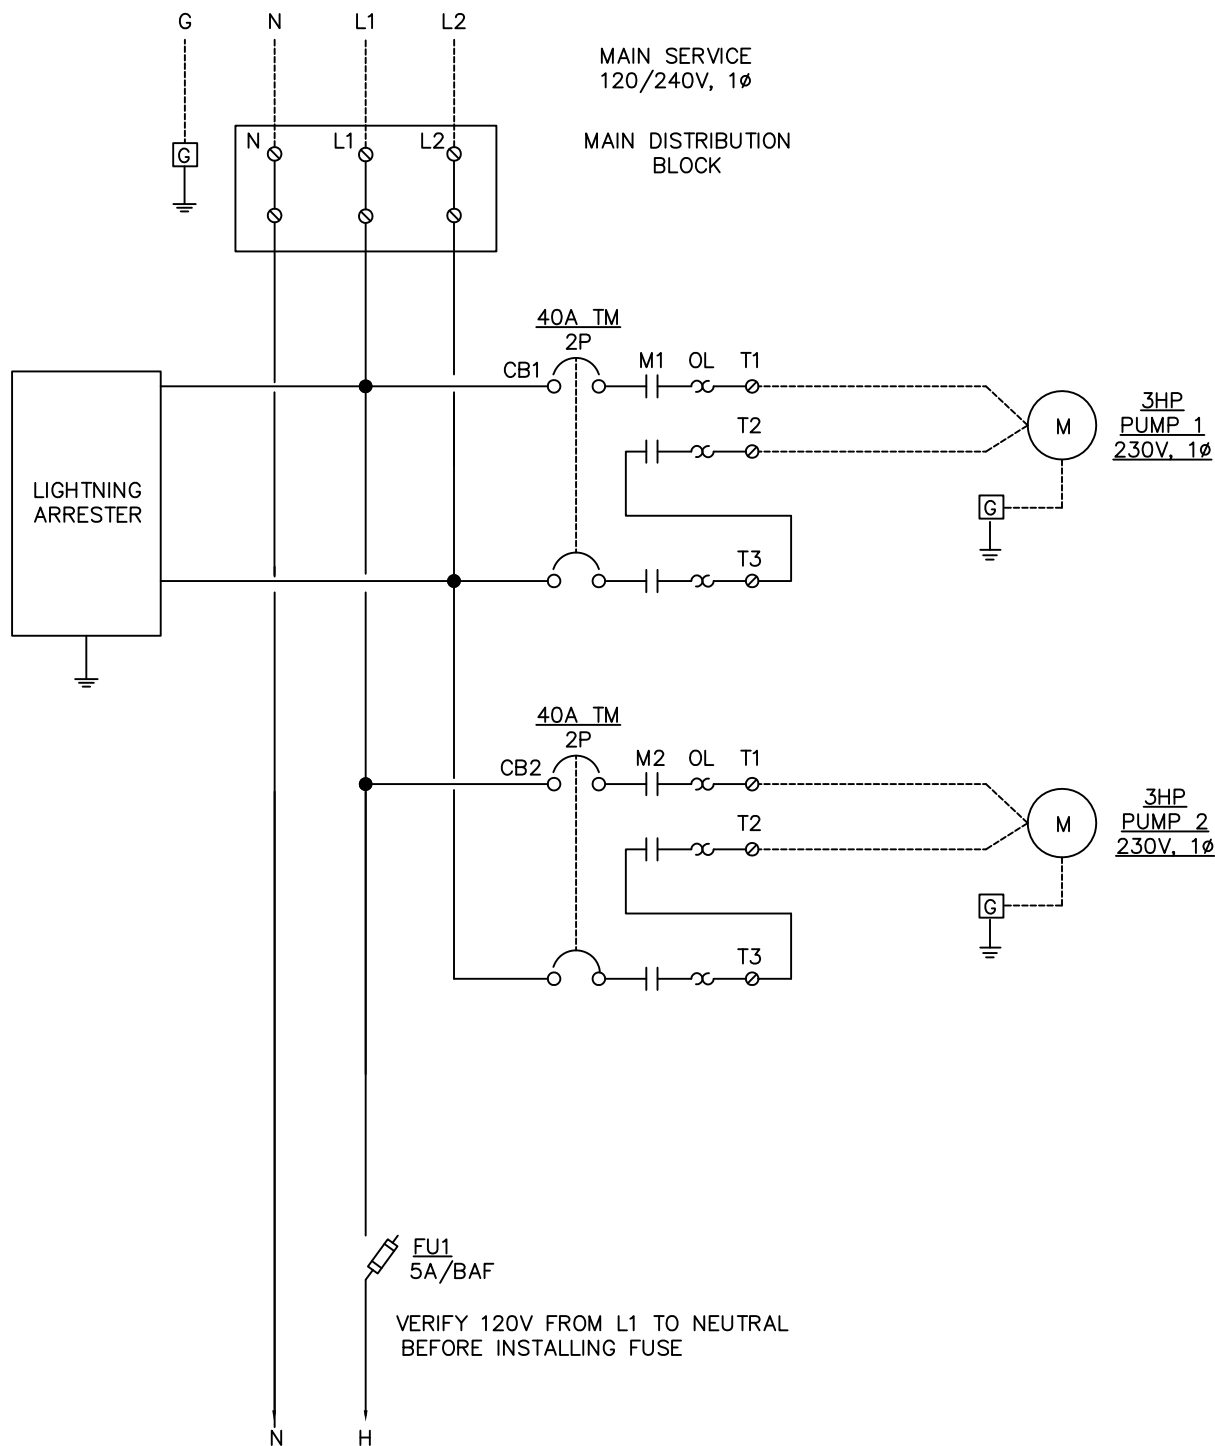 G N L1 L2
MAIN SERVICE
120/240V, 1ø
N L1 L2
MAIN DISTRIBUTION
BLOCK
G
40A TM
2P
CB1 M1 OL T1
T2
3HP
PUMP 1
230V, 1ø
M
LIGHTNING
ARRESTER
G
T3
40A TM
2P
CB2 M2 OL T1
T2
3HP
PUMP 2
230V, 1ø
M
G
T3
FU1
5A/BAF
VERIFY 120V FROM L1 TO NEUTRAL
BEFORE INSTALLING FUSE
N H